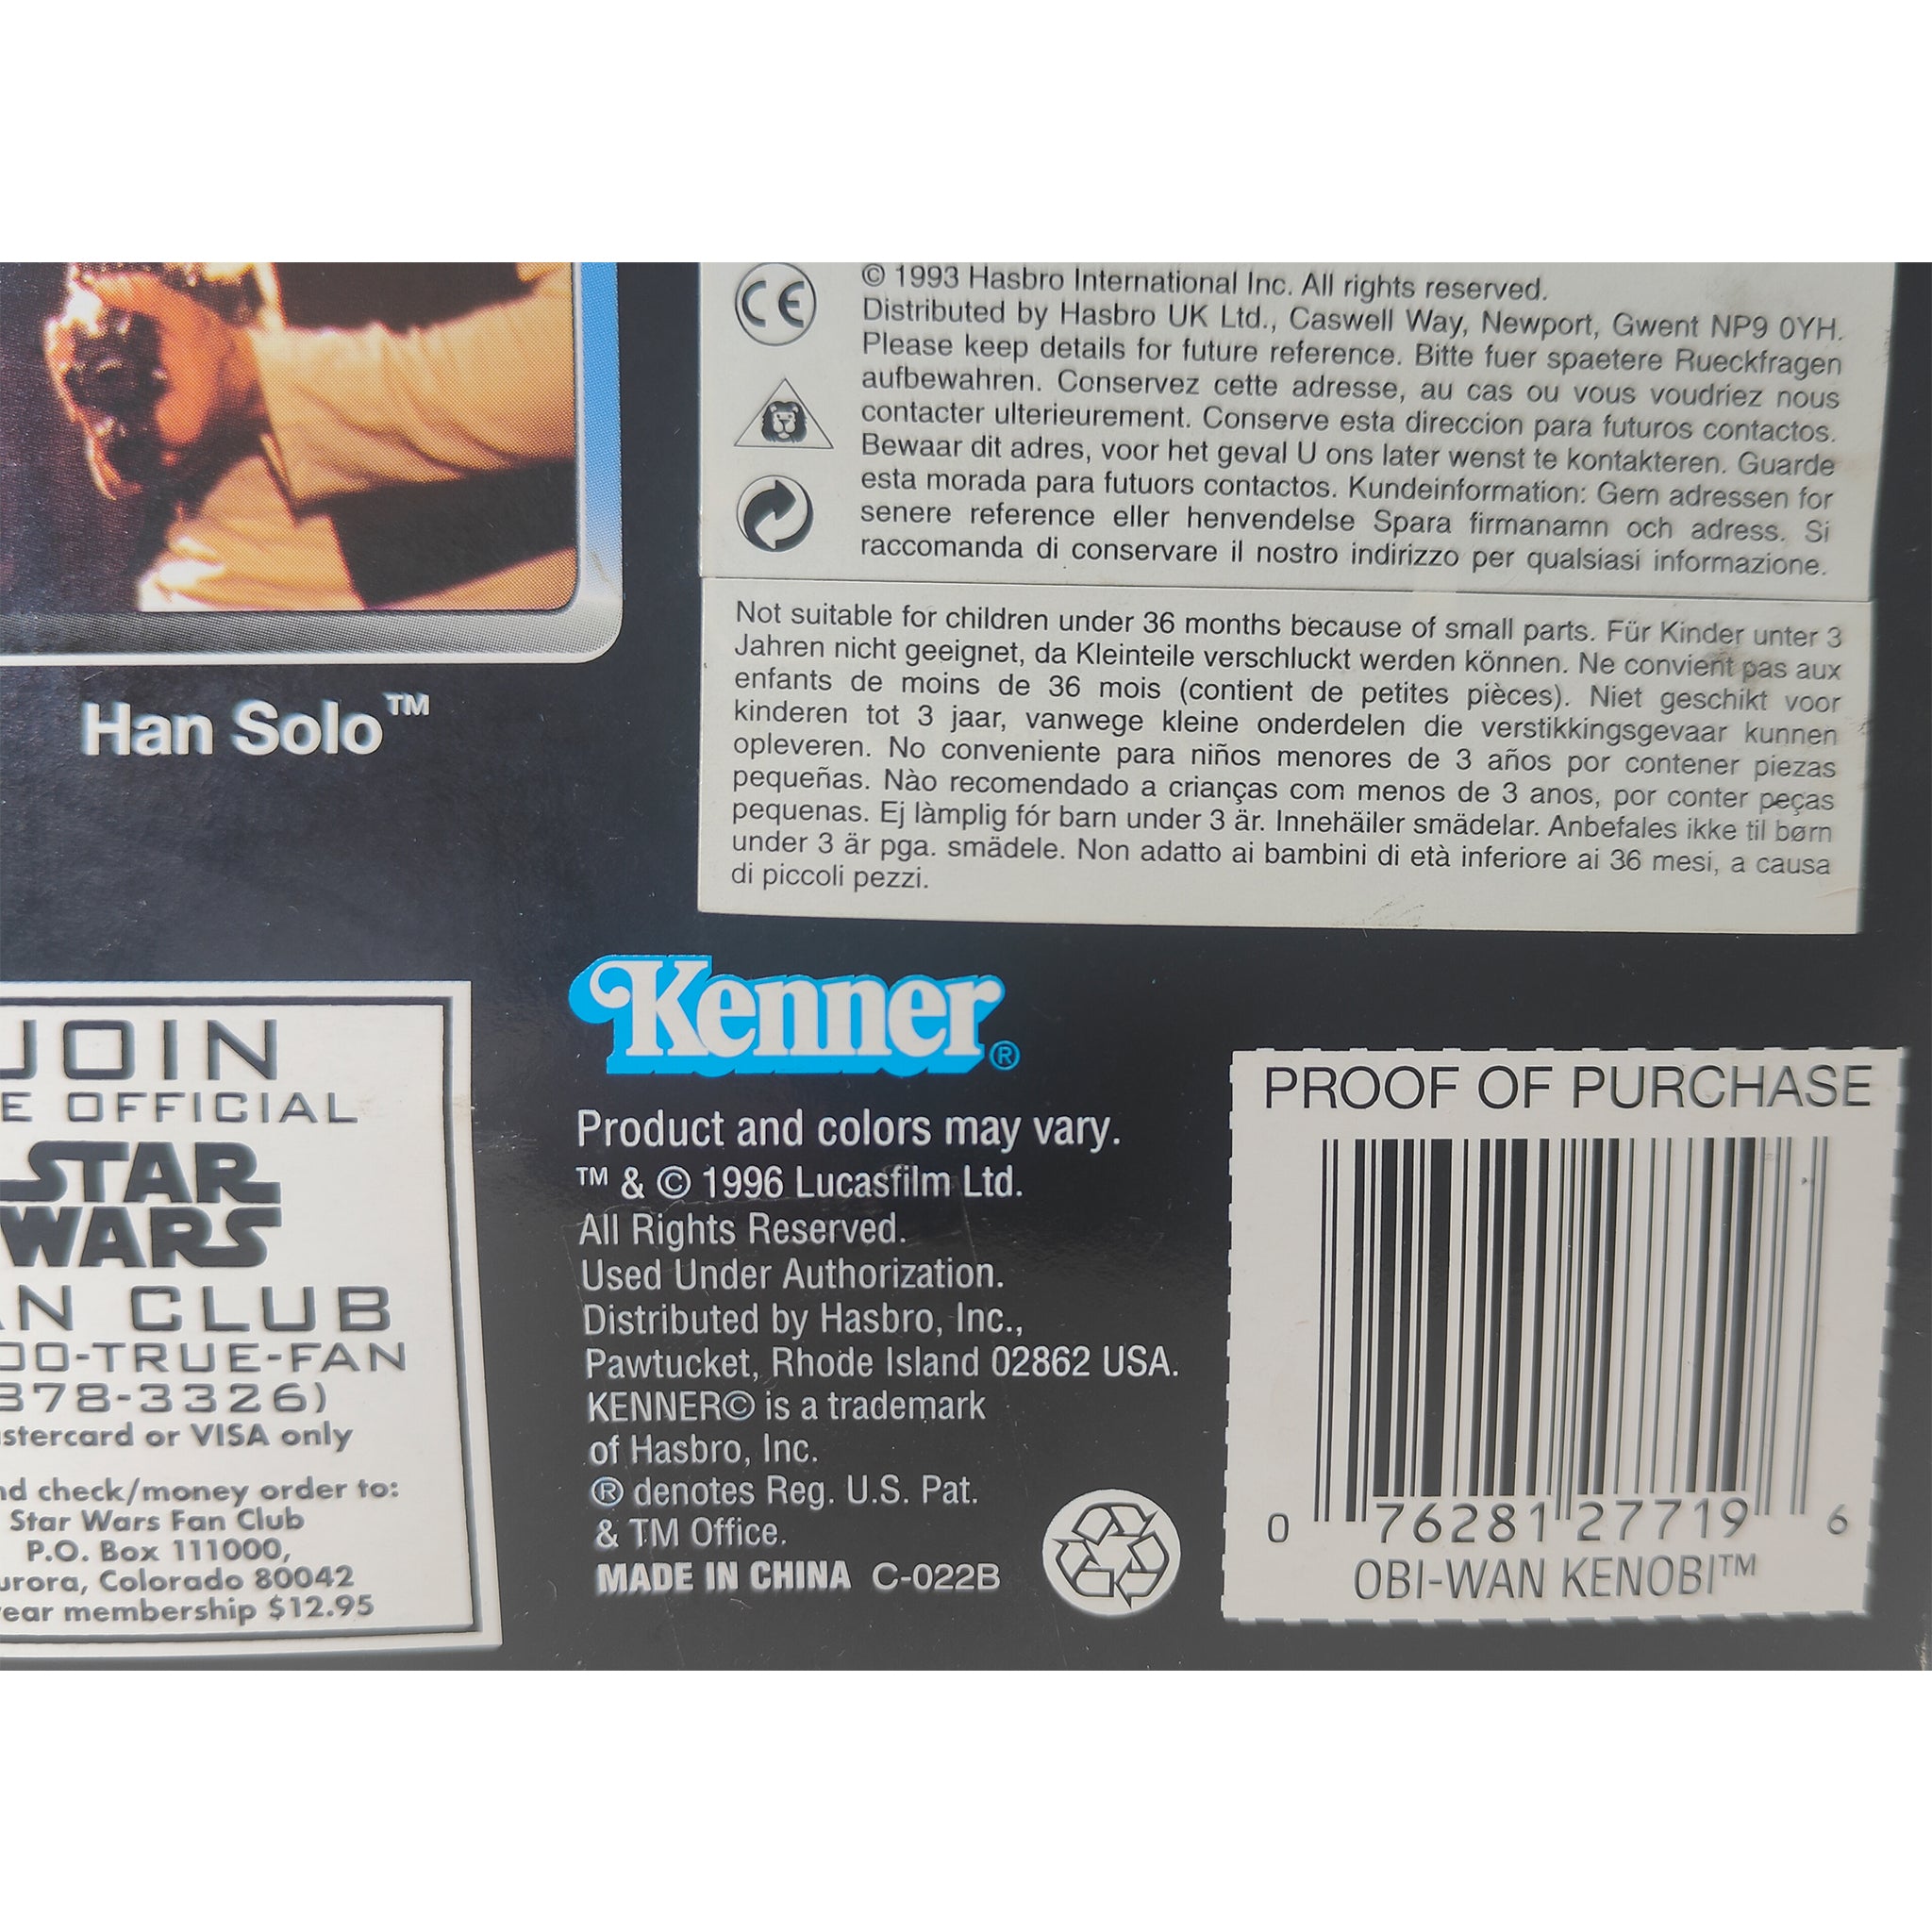 © 1993 Hasbro International Inc. All rights reserved.
Distributed by Hasbro UK Ltd., Caswell Way, Newport, Gwent NP9 0YH.
Please keep details for future reference. Bitte fuer spaetere Rueckfragen
aufbewahren. Conservez cette adresse, au cas ou vous voudriez nous
contacter ulterieurement. Conserve esta direccion para futuros contactos.
Bewaar dit adres, voor het geval U ons later wenst te kontakteren. Guarde
esta morada para futuors contactos. Kundeinformation: Gem adressen for
senere reference eller henvendelse Spara firmanamn och adress. Si
raccomanda di conservare il nostro indirizzo per qualsiasi informazione.
Not suitable for children under 36 months because of small parts. Für Kinder unter 3
Jahren nicht geeignet, da Kleinteile verschluckt werden können. Ne convient pas aux
enfants de moins de 36 mois (contient de petites pièces). Niet geschikt voor
kinderen tot 3 jaar, vanwege kleine onderdelen die verstikkingsgevaar kunnen
opleveren. No conveniente para niños menores de 3 años por contener piezas
pequeñas. Nào recomendado a crianças com menos de 3 anos, por conter peças
pequenas. Ej làmplig fór barn under 3 är. Innehäiler smädelar. Anbefales ikke til børn
under 3 är pga. smädele. Non adatto ai bambini di età inferiore ai 36 mesi, a causa
di piccoli pezzi.
Han Solo™
JOIN
E OFFICIAL
STAR
WARS
AN CLUB
00-TRUE-FAN
378-3326)
stercard or VISA only
nd check/money order to:
Star Wars Fan Club
P.O. Box 111000,
urora, Colorado 80042
ear membership $12.95
Kenner®
Product and colors may vary.
™ & © 1996 Lucasfilm Ltd.
All Rights Reserved.
Used Under Authorization.
Distributed by Hasbro, Inc.,
Pawtucket, Rhode Island 02862 USA.
KENNER© is a trademark
of Hasbro, Inc.
® denotes Reg. U.S. Pat.
& TM Office.
MADE IN CHINA C-022B
PROOF OF PURCHASE
0 76281 27719 6
OBI-WAN KENOBI™